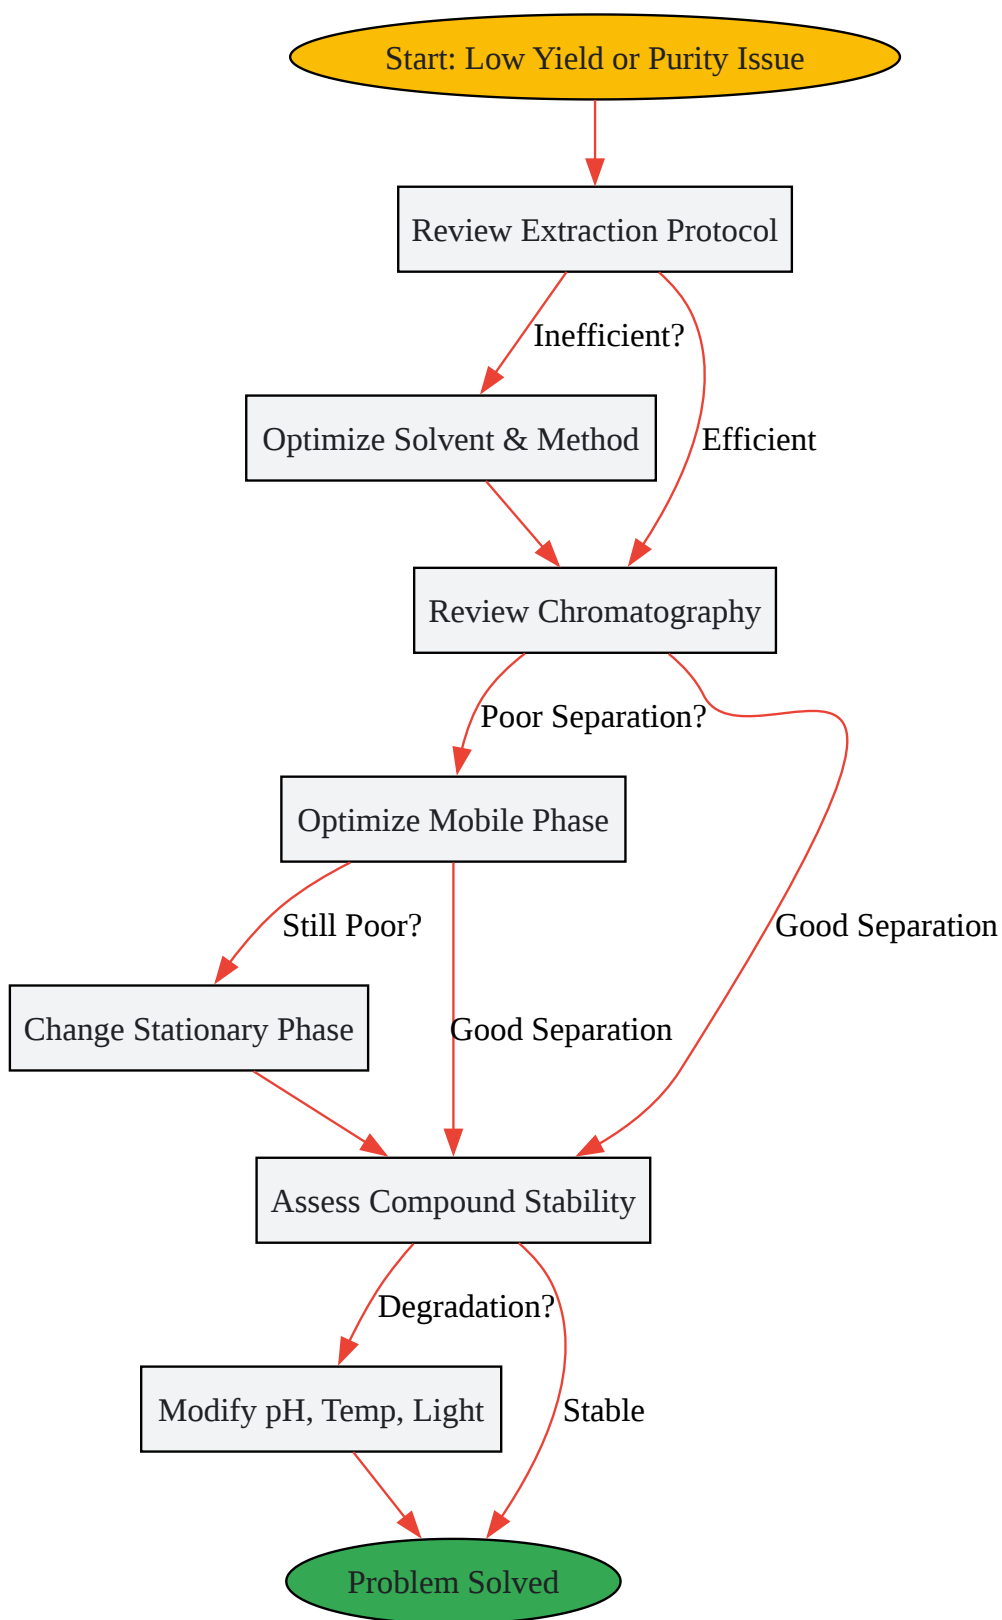 Start: Low Yield or Purity Issue
Review Extraction Protocol
Inefficient?
Optimize Solvent & Method
Efficient
Review Chromatography
Poor Separation?
Optimize Mobile Phase
Still Poor?
Good Separation
Change Stationary Phase
Good Separation
Assess Compound Stability
Degradation?
Modify pH, Temp, Light
Stable
Problem Solved